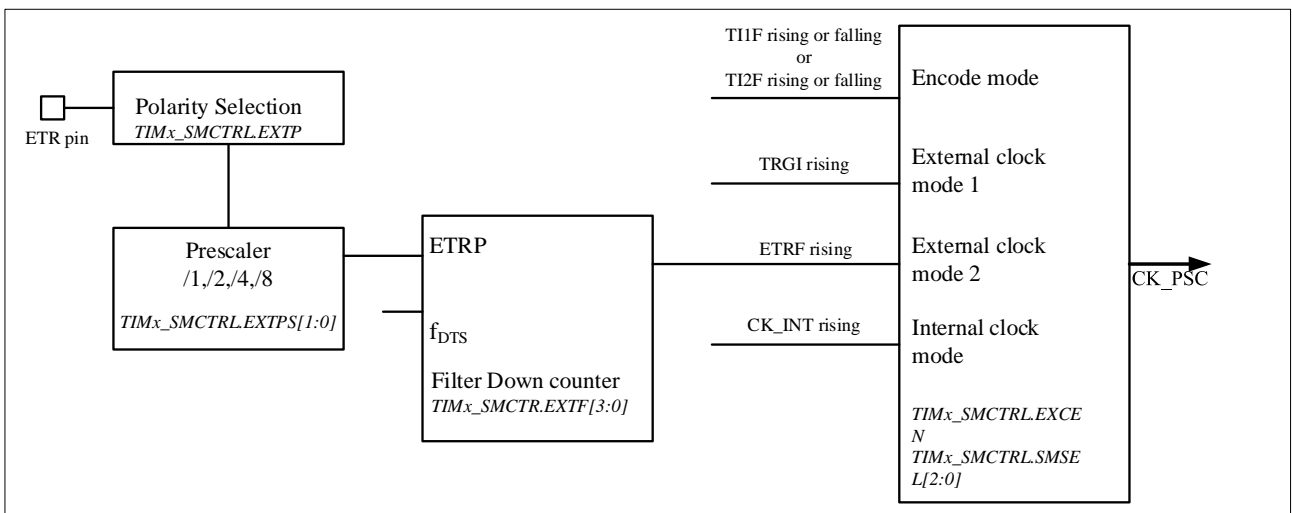 ETR pin
Polarity Selection
TIMx_SMCTRL.EXTP
Prescaler
/1,/2,/4,/8
TIMx_SMCTRL.EXTPS[1:0]
ETRP
fDTS
Filter Down counter
TIMx_SMCTR.EXTF[3:0]
TI1F rising or falling
or
TI2F rising or falling
TRGI rising
ETRF rising
CK_INT rising
Encode mode
External clock
mode 1
External clock
mode 2
Internal clock
mode
TIMx_SMCTRL.EXCE
N
TIMx_SMCTRL.SMSE
L[2:0]
CK_PSC